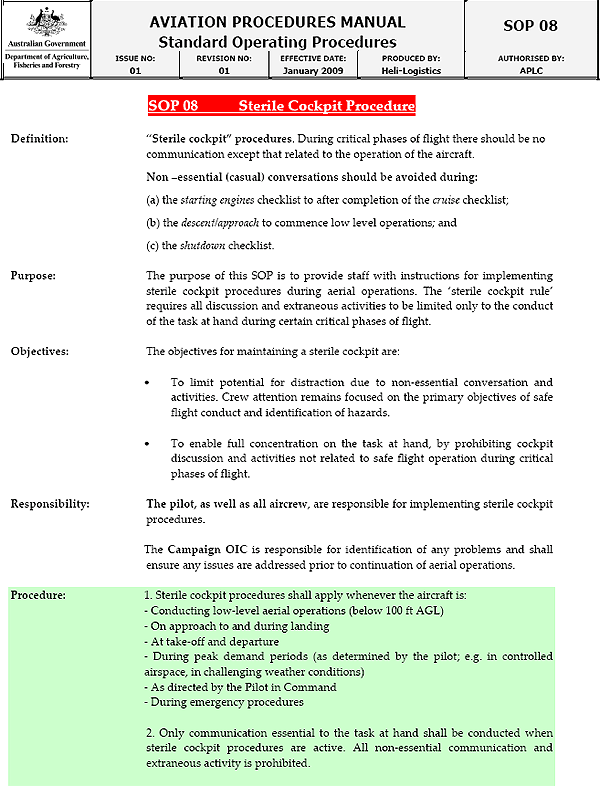 AVIATION PROCEDURES MANUAL
Standard Operating Procedures
SOP 08
Australian Government
Department of Agriculture,
Fisheries and Forestry
ISSUE NO:
01
REVISION NO:
01
EFFECTIVE DATE:
January 2009
PRODUCED BY:
Heli-Logistics
AUTHORISED BY:
APLC
SOP 08 Sterile Cockpit Procedure
Definition:
“Sterile cockpit” procedures. During critical phases of flight there should be no
communication except that related to the operation of the aircraft.
Non –essential (casual) conversations should be avoided during:
(a) the starting engines checklist to after completion of the cruise checklist;
(b) the descent/approach to commence low level operations; and
(c) the shutdown checklist.
Purpose:
The purpose of this SOP is to provide staff with instructions for implementing
sterile cockpit procedures during aerial operations. The ‘sterile cockpit rule’
requires all discussion and extraneous activities to be limited only to the conduct
of the task at hand during certain critical phases of flight.
Objectives:
The objectives for maintaining a sterile cockpit are:
• To limit potential for distraction due to non-essential conversation and
activities. Crew attention remains focused on the primary objectives of safe
flight conduct and identification of hazards.
• To enable full concentration on the task at hand, by prohibiting cockpit
discussion and activities not related to safe flight operation during critical
phases of flight.
Responsibility:
The pilot, as well as all aircrew, are responsible for implementing sterile cockpit
procedures.
The Campaign OIC is responsible for identification of any problems and shall
ensure any issues are addressed prior to continuation of aerial operations.
Procedure:
1. Sterile cockpit procedures shall apply whenever the aircraft is:
- Conducting low-level aerial operations (below 100 ft AGL)
- On approach to and during landing
- At take-off and departure
- During peak demand periods (as determined by the pilot; e.g. in controlled
airspace, in challenging weather conditions)
- As directed by the Pilot in Command
- During emergency procedures
2. Only communication essential to the task at hand shall be conducted when
sterile cockpit procedures are active. All non-essential communication and
extraneous activity is prohibited.